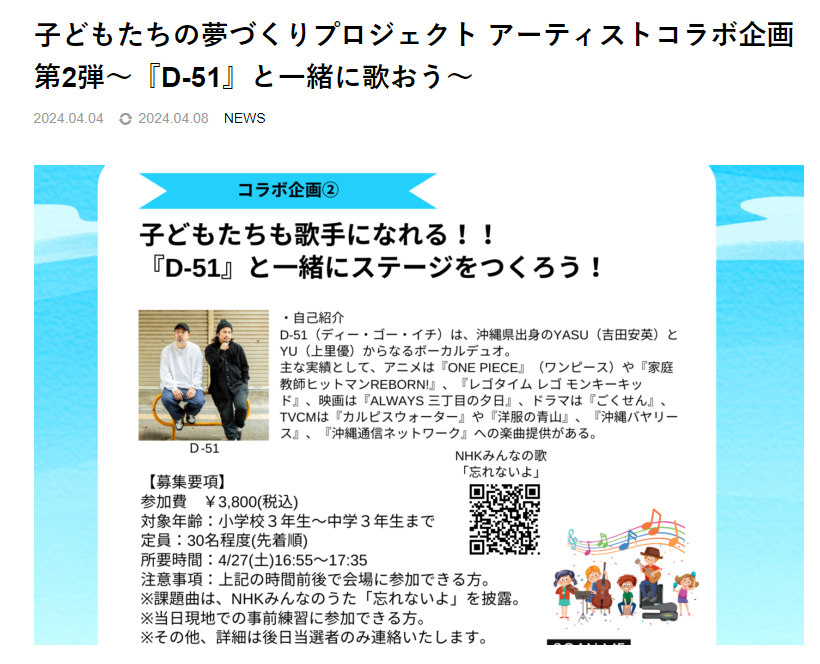 子どもたちの夢づくりプロジェクト アーティストコラボ企画
第2弾～『D-51』と一緒に歌おう～
2024.04.04 2024.04.08 NEWS
コラボ企画②
子どもたちも歌手になれる！！
『D-51』と一緒にステージをつくろう！
・自己紹介
D-51（ディー・ゴー・イチ）は、沖縄県出身のYASU（吉田安英）と
YU（上里優）からなるボーカルデュオ。
主な実績として、アニメは『ONE PIECE』（ワンピース）や『家庭
教師ヒットマンREBORN!』、『レゴタイム レゴ モンキーキッ
ド』、映画は『ALWAYS 三丁目の夕日』、ドラマは『ごくせん』、
TVCMは『カルピスウォーター』や『洋服の青山』、『沖縄バヤリー
ス』、『沖縄通信ネットワーク』への楽曲提供がある。
Ｄ-51
NHKみんなの歌
「忘れないよ」
【募集要項】
参加費　￥3,800(税込)
対象年齢：小学校３年生～中学３年生まで
定員：30名程度(先着順)
所要時間：4/27(土)16:55～17:35
注意事項：上記の時間前後で会場に参加できる方。
※課題曲は、NHKみんなのうた「忘れないよ」を披露。
※当日現地での事前練習に参加できる方。
※その他、詳細は後日当選者のみ連絡いたします。